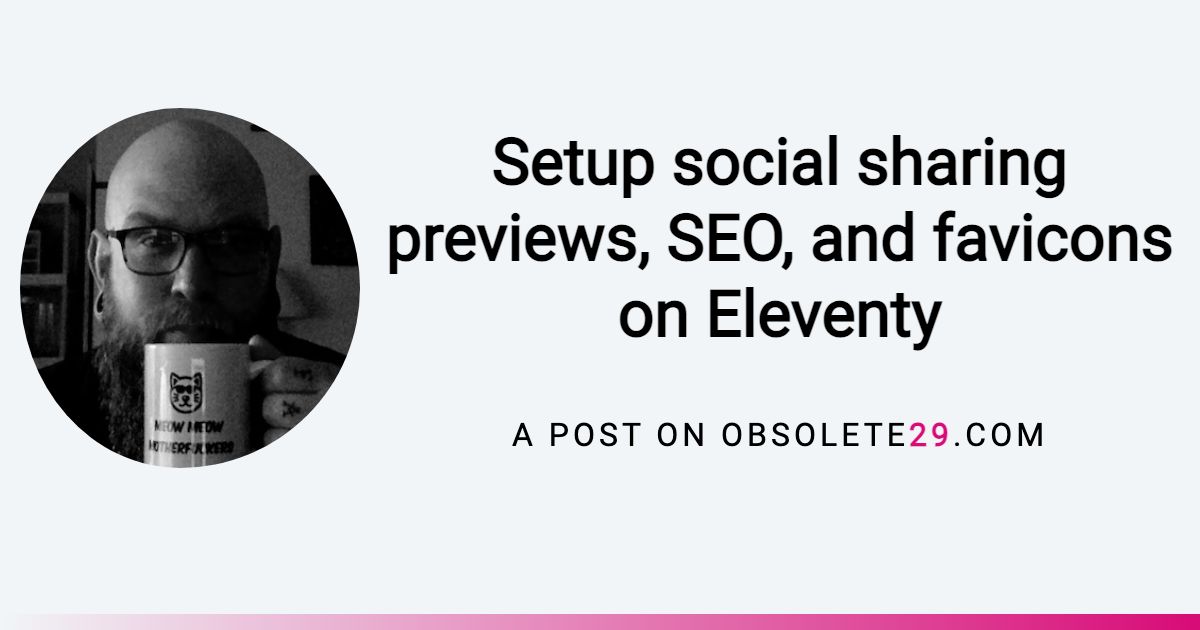 Setup social sharing
previews, SEO, and favicons
on Eleventy
A POST ON OBSOLETE29.COM
MEOW MEOW